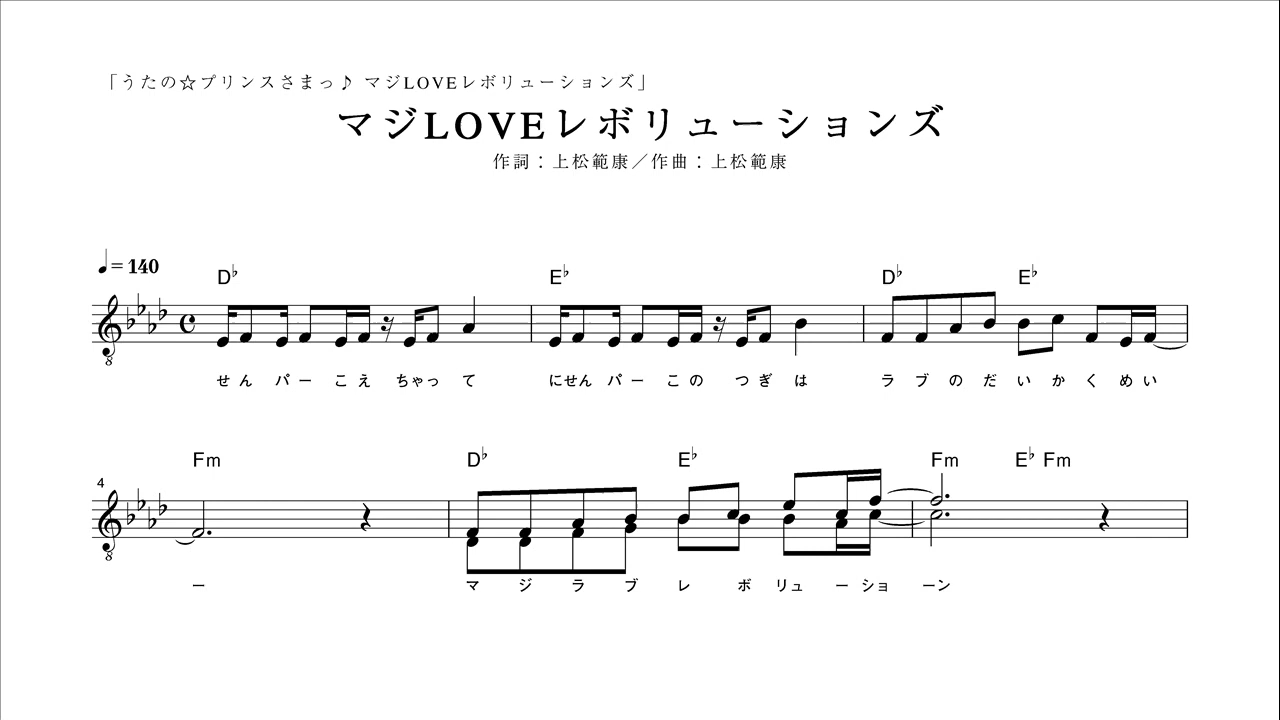 「うたの☆プリンスさまっ♪ マジLOVEレボリューションズ」
マジLOVEレボリューションズ
作詞：上松範康／作曲：上松範康
♩= 140
D♭ E♭ D♭ E♭
8
せ ん パ ー こ え ちゃっ て にせん パ ー こ の つ ぎ は ラ ブ の だ い か く め い
Fm D♭ E♭ Fm E♭ Fm
4
8
ー マ ジ ラ ブ レ ボ リュ ー ショ ーン